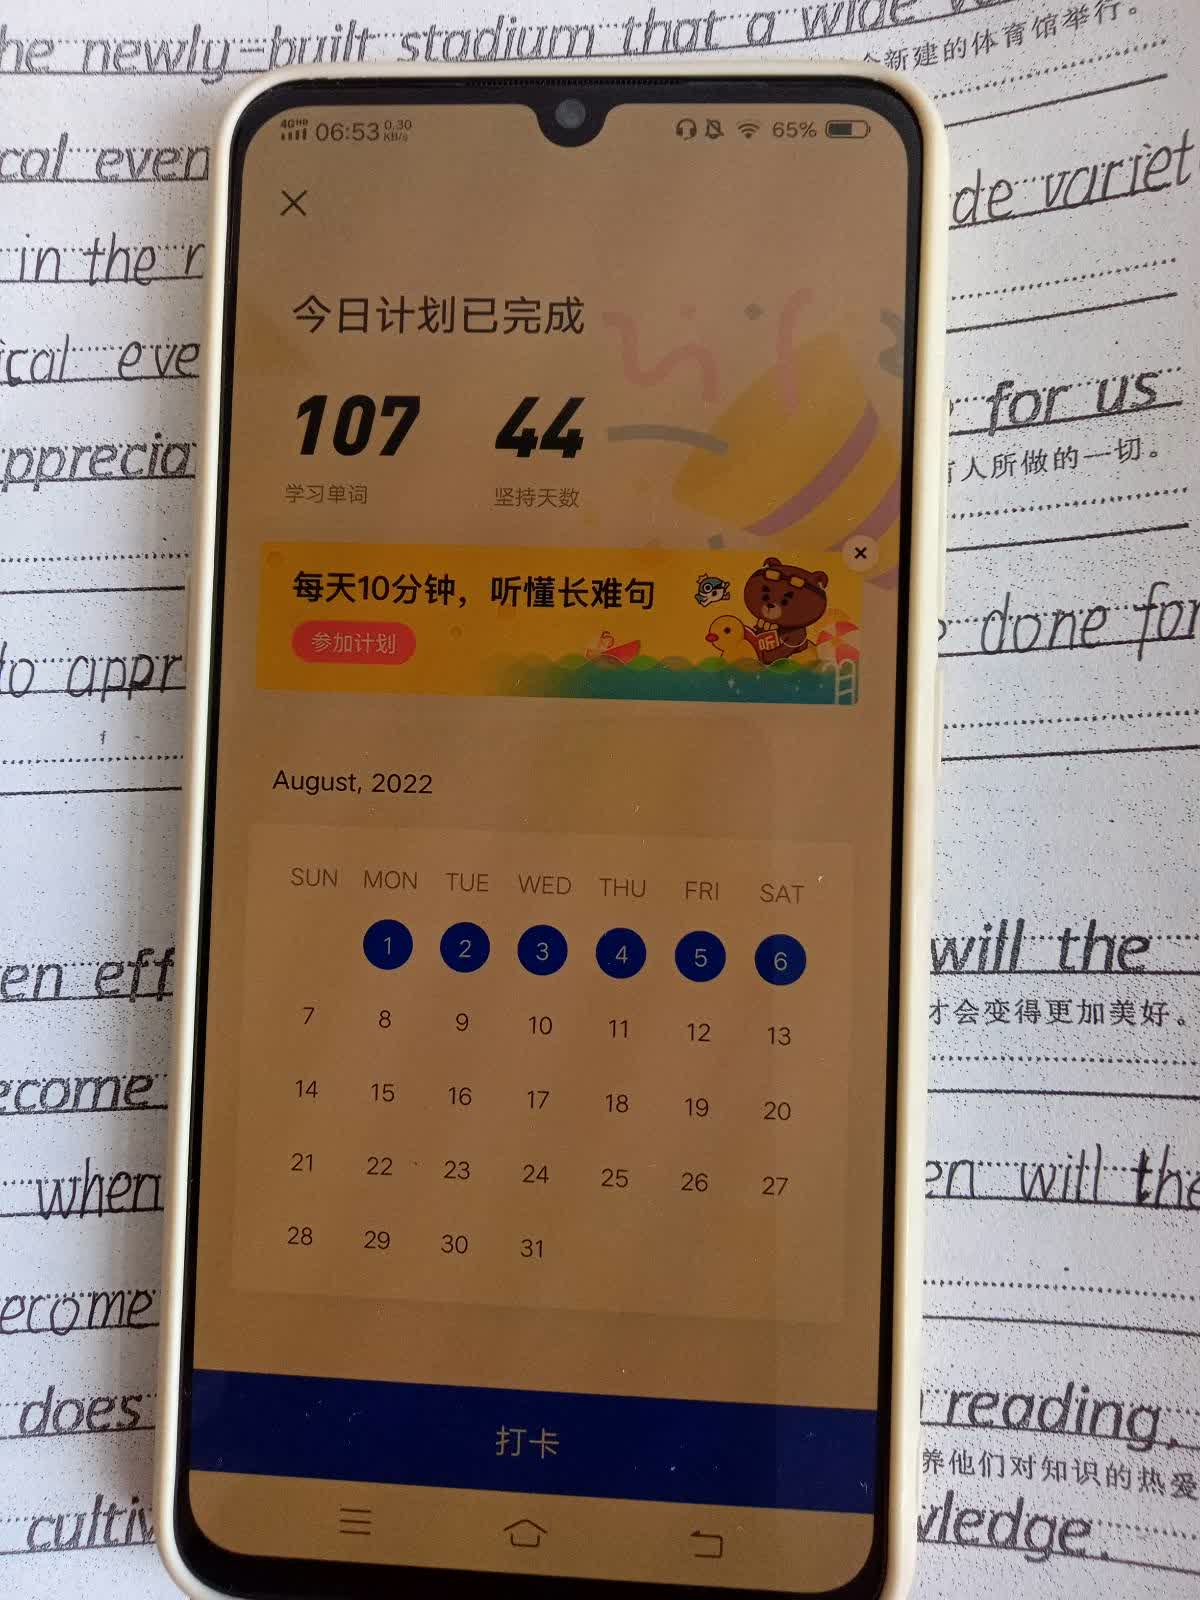 he newly-built stadium that a wide
个新建的体育馆举行。
cal even
de variet
in the
ical eve
for us
apprecia
有人所做的一切。
to appr
done for
en eff
will the
才会变得更加美好。
ecome
when
en will the
ecome
does
reading,
养他们对知识的热爱
cultiv
wledge.
4G HD 06:53 0.30 KB/s 65%
今日计划已完成
107 44
学习单词 坚持天数
每天10分钟，听懂长难句
参加计划
听
August, 2022
SUN MON TUE WED THU FRI SAT
1 2 3 4 5 6
7 8 9 10 11 12 13
14 15 16 17 18 19 20
21 22 23 24 25 26 27
28 29 30 31
打卡